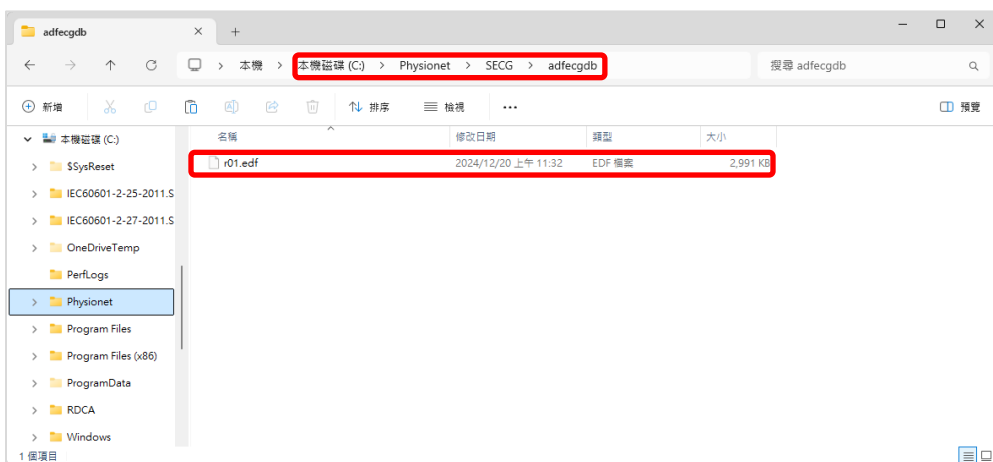 adfecgdb
本機 > 本機磁碟 (C:) > Physionet > SECG > adfecgdb
搜尋 adfecgdb
新增
排序
檢視
預覽
本機磁碟 (C:)
名稱 修改日期 類型 大小
r01.edf 2024/12/20 上午 11:32 EDF 檔案 2,991 KB
$SysReset
IEC60601-2-25-2011.S
IEC60601-2-27-2011.S
OneDriveTemp
PerfLogs
Physionet
Program Files
Program Files (x86)
ProgramData
RDCA
Windows
1 個項目